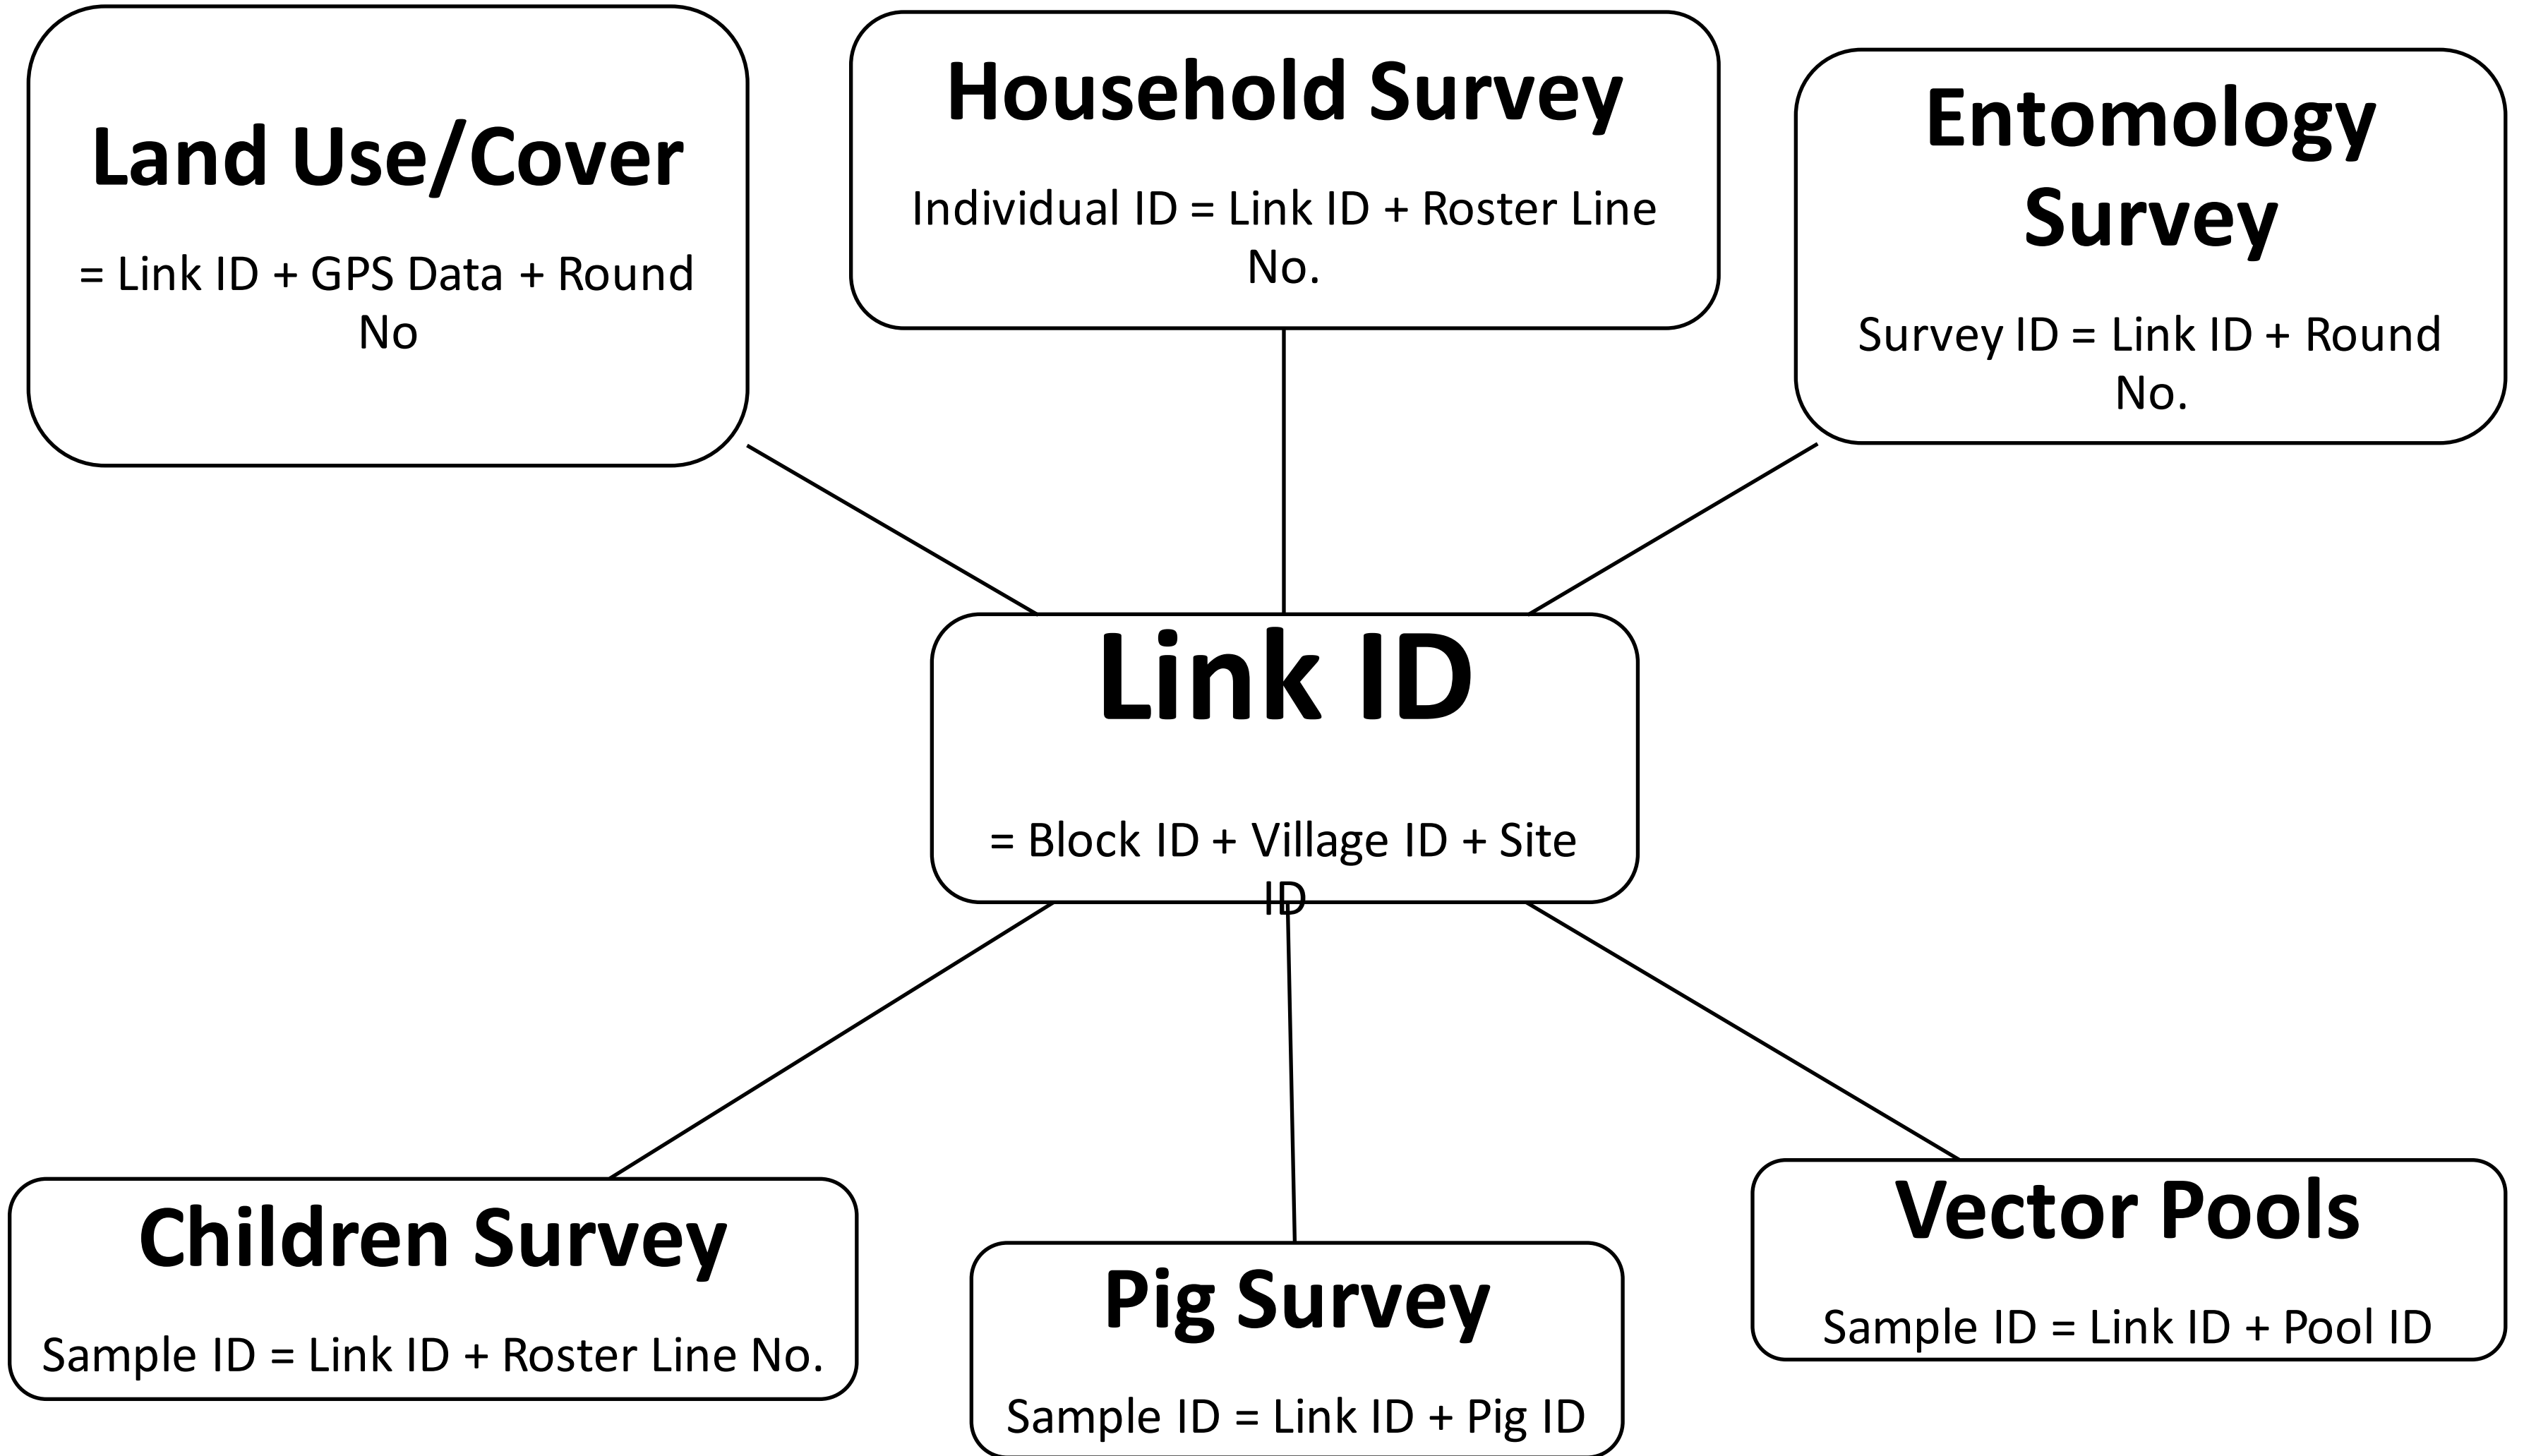 Land Use/Cover
= Link ID + GPS Data + Round
No
Household Survey
Individual ID = Link ID + Roster Line
No.
Entomology
Survey
Survey ID = Link ID + Round
No.
Link ID
= Block ID + Village ID + Site
ID
Children Survey
Sample ID = Link ID + Roster Line No.
Pig Survey
Sample ID = Link ID + Pig ID
Vector Pools
Sample ID = Link ID + Pool ID